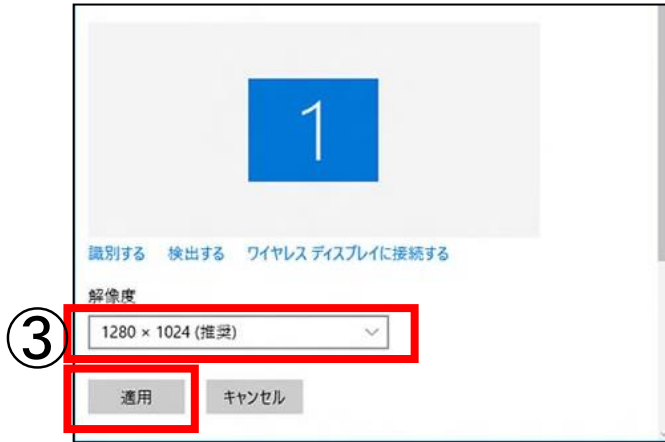 1
識別する 検出する ワイヤレス ディスプレイに接続する
解像度
③ 1280 × 1024 (推奨)
適用 キャンセル